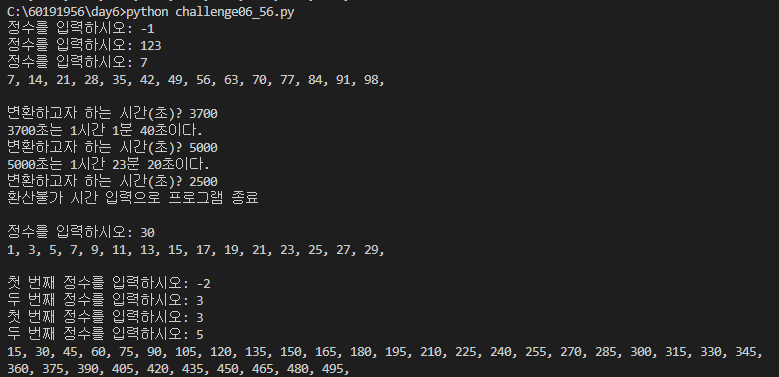 C:\60191956\day6>python challenge06_56.py
정수를 입력하시오: -1
정수를 입력하시오: 123
정수를 입력하시오: 7
7, 14, 21, 28, 35, 42, 49, 56, 63, 70, 77, 84, 91, 98,
변환하고자 하는 시간(초)? 3700
3700초는 1시간 1분 40초이다.
변환하고자 하는 시간(초)? 5000
5000초는 1시간 23분 20초이다.
변환하고자 하는 시간(초)? 2500
환산불가 시간 입력으로 프로그램 종료
정수를 입력하시오: 30
1, 3, 5, 7, 9, 11, 13, 15, 17, 19, 21, 23, 25, 27, 29,
첫 번째 정수를 입력하시오: -2
두 번째 정수를 입력하시오: 3
첫 번째 정수를 입력하시오: 3
두 번째 정수를 입력하시오: 5
15, 30, 45, 60, 75, 90, 105, 120, 135, 150, 165, 180, 195, 210, 225, 240, 255, 270, 285, 300, 315, 330, 345,
360, 375, 390, 405, 420, 435, 450, 465, 480, 495,